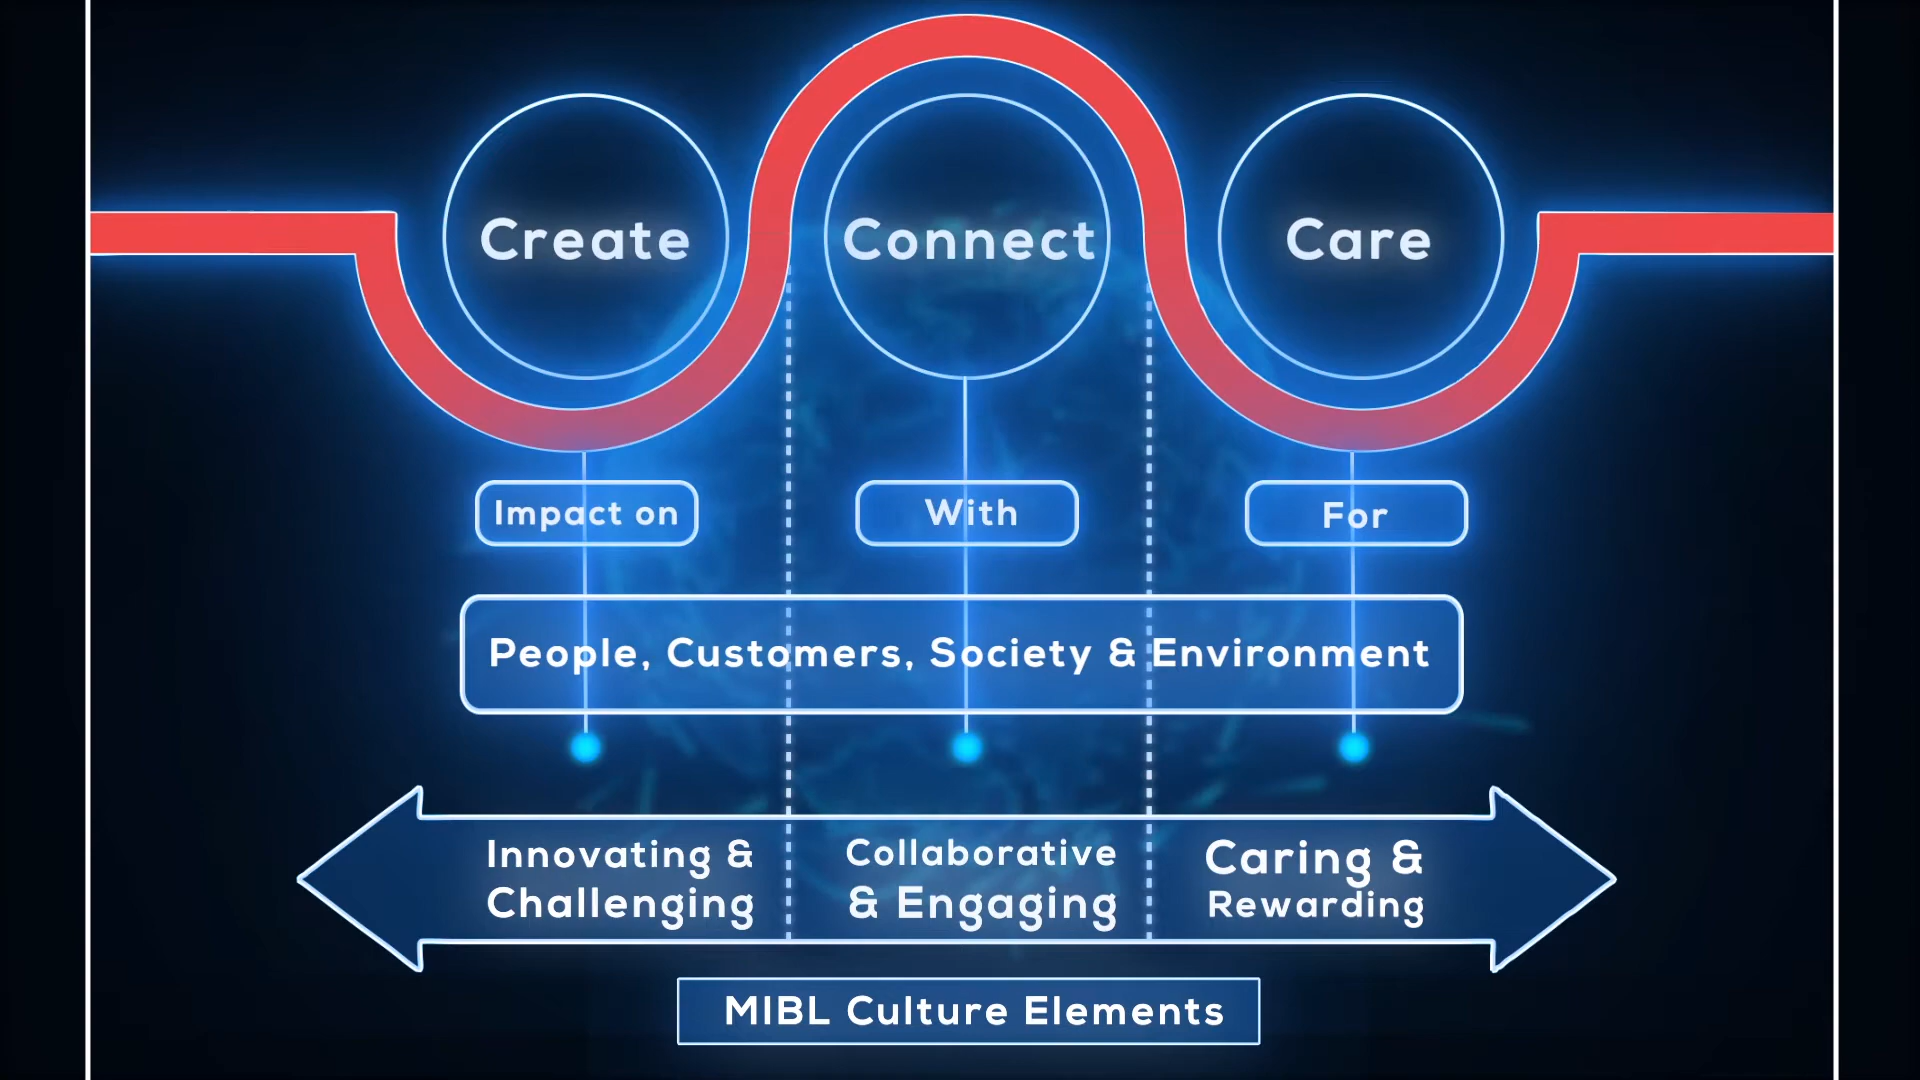 Create
Connect
Care
Impact on
With
For
People, Customers, Society & Environment
Innovating &
Challenging
Collaborative
& Engaging
Caring &
Rewarding
MIBL Culture Elements